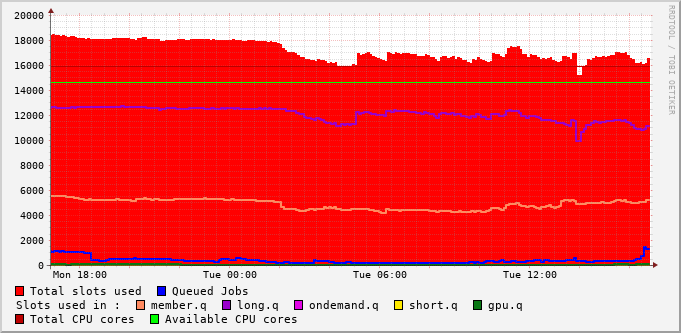 20000
18000
16000
14000
12000
10000
8000
6000
4000
2000
0
Mon 18:00 Tue 00:00 Tue 06:00 Tue 12:00
RRDTOOL / TOBI OETIKER
Total slots used Queued Jobs
Slots used in : member.q long.q ondemand.q short.q gpu.q
Total CPU cores Available CPU cores